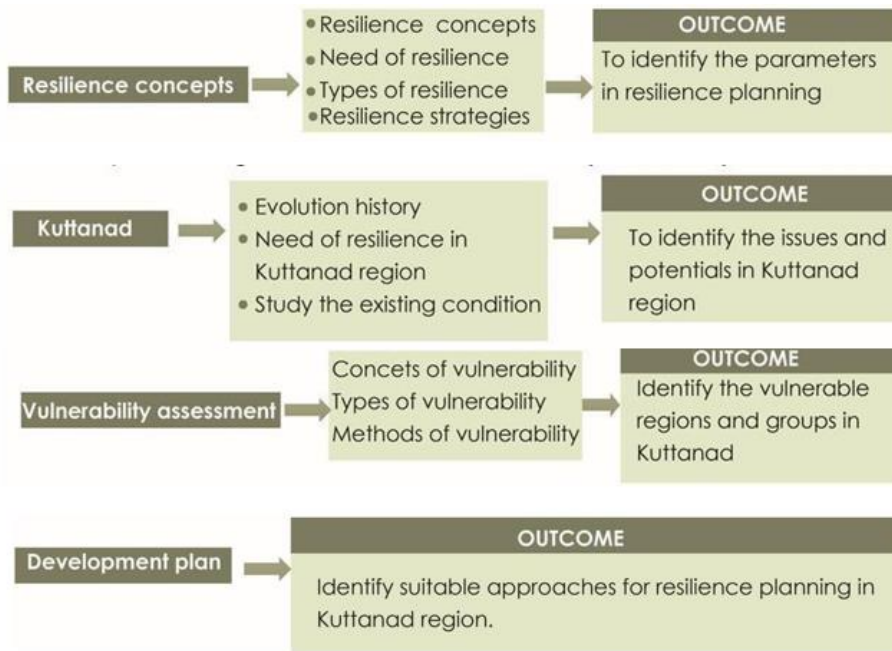 Resilience concepts
Resilience concepts
Need of resilience
Types of resilience
Resilience strategies
OUTCOME
To identify the parameters
in resilience planning
Kuttanad
Evolution history
Need of resilience in
Kuttanad region
Study the existing condition
OUTCOME
To identify the issues and
potentials in Kuttanad
region
Vulnerability assessment
Concets of vulnerability
Types of vulnerability
Methods of vulnerability
OUTCOME
Identify the vulnerable
regions and groups in
Kuttanad
Development plan
OUTCOME
Identify suitable approaches for resilience planning in
Kuttanad region.